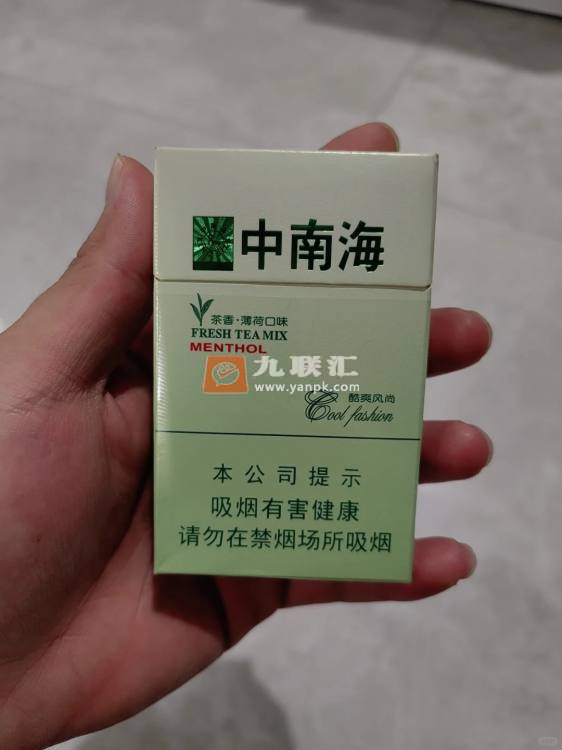 中南海
茶香·薄荷口味
FRESH TEA MIX
MENTHOL
九联汇
www.yanpk.com
酷爽风尚
Cool fashion
本公司提示
吸烟有害健康
请勿在禁烟场所吸烟